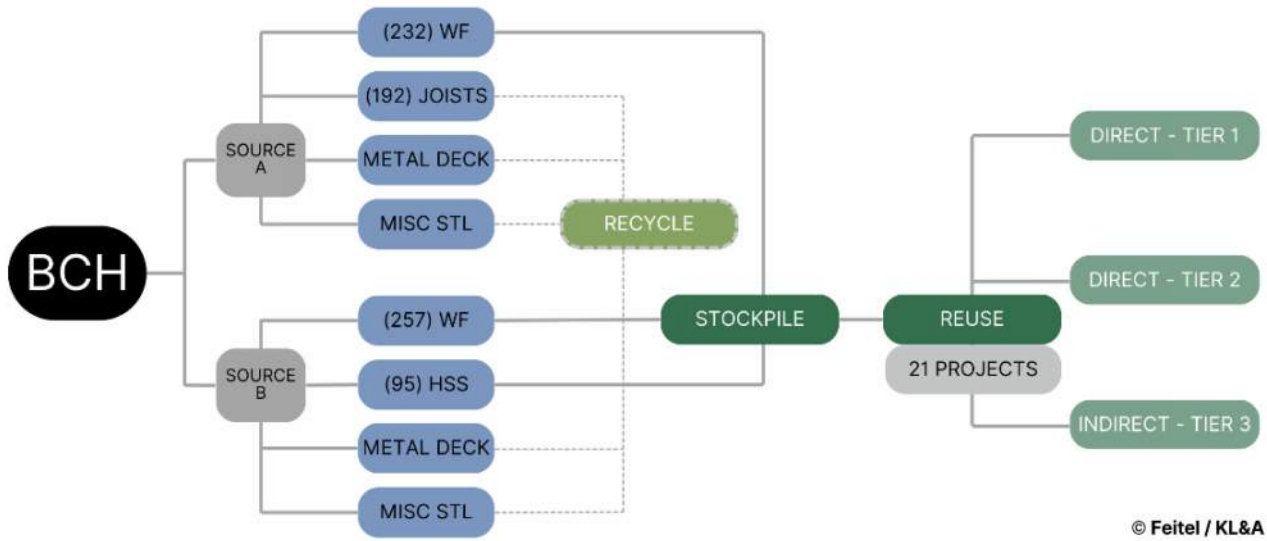 BCH
SOURCE
A
(232) WF
(192) JOISTS
METAL DECK
MISC STL
SOURCE
B
(257) WF
(95) HSS
METAL DECK
MISC STL
RECYCLE
STOCKPILE
REUSE
21 PROJECTS
DIRECT - TIER 1
DIRECT - TIER 2
INDIRECT - TIER 3
© Feitel / KL&A